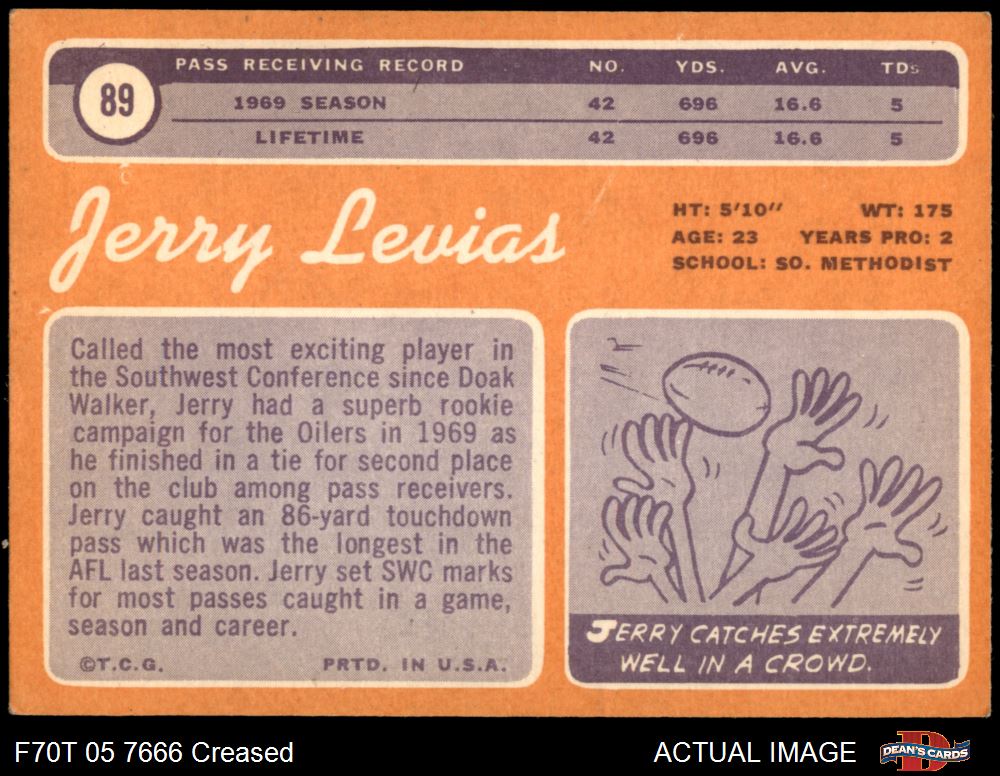 89
PASS RECEIVING RECORD NO. YDS. AVG. TDs
1969 SEASON 42 696 16.6 5
LIFETIME 42 696 16.6 5
Jerry Levias
HT: 5'10" WT: 175
AGE: 23 YEARS PRO: 2
SCHOOL: SO. METHODIST
Called the most exciting player in
the Southwest Conference since Doak
Walker, Jerry had a superb rookie
campaign for the Oilers in 1969 as
he finished in a tie for second place
on the club among pass receivers.
Jerry caught an 86-yard touchdown
pass which was the longest in the
AFL last season. Jerry set SWC marks
for most passes caught in a game,
season and career.
©T.C.G. PRTD. IN U.S.A.
JERRY CATCHES EXTREMELY
WELL IN A CROWD.
F70T 05 7666 Creased ACTUAL IMAGE
D
DEAN'S CARDS